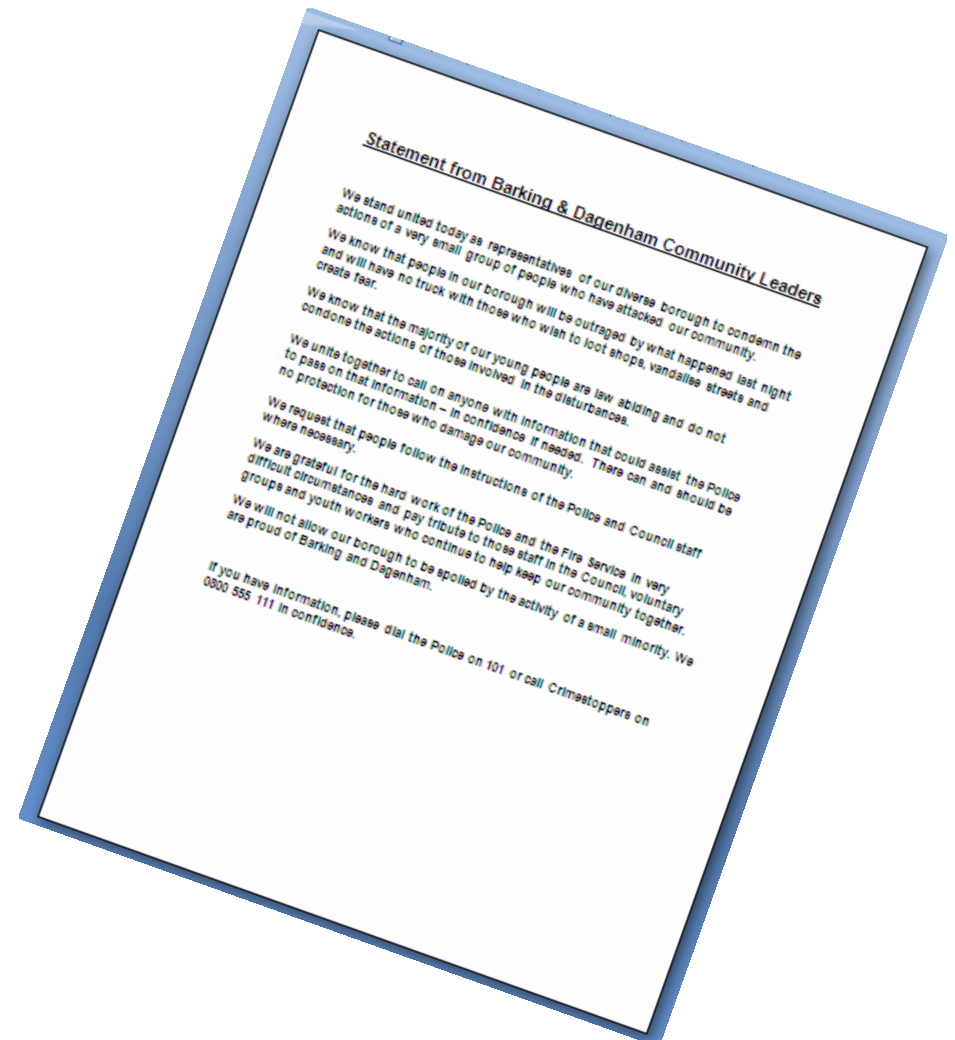 Statement from Barking & Dagenham Community Leaders
We stand united today as representatives of our diverse borough to condemn the
actions of a very small group of people who have attacked our community.
We know that people in our borough will be outraged by what happened last night
and will have no truck with those who wish to loot shops, vandalise streets and
create fear.
We know that the majority of our young people are law abiding and do not
condone the actions of those involved in the disturbances.
We unite together to call on anyone with information that could assist the Police
to pass on that information – in confidence if needed. There can and should be
no protection for those who damage our community.
We request that people follow the instructions of the Police and Council staff
where necessary.
We are grateful for the hard work of the Police and the Fire Service in very
difficult circumstances and pay tribute to those staff in the Council, voluntary
groups and youth workers who continue to help keep our community together.
We will not allow our borough to be spoiled by the activity of a small minority. We
are proud of Barking and Dagenham.
If you have information, please dial the Police on 101 or call Crimestoppers on
0800 555 111 in confidence.